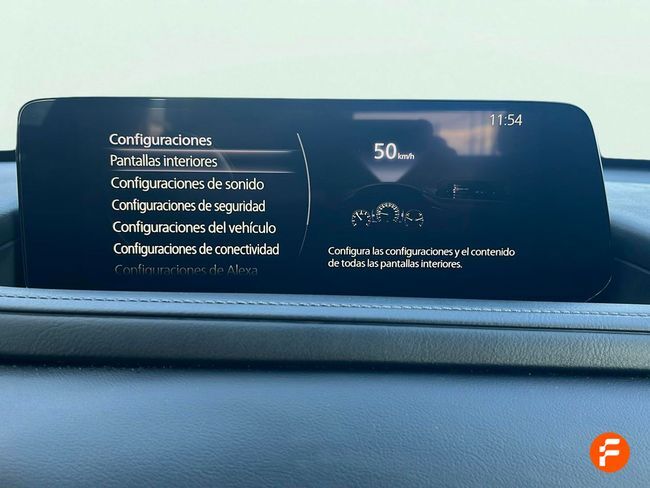 11:54
Configuraciones
Pantallas interiores
Configuraciones de sonido
Configuraciones de seguridad
Configuraciones del vehículo
Configuraciones de conectividad
Configuraciones de Alexa
50 km/h
Configura las configuraciones y el contenido
de todas las pantallas interiores.